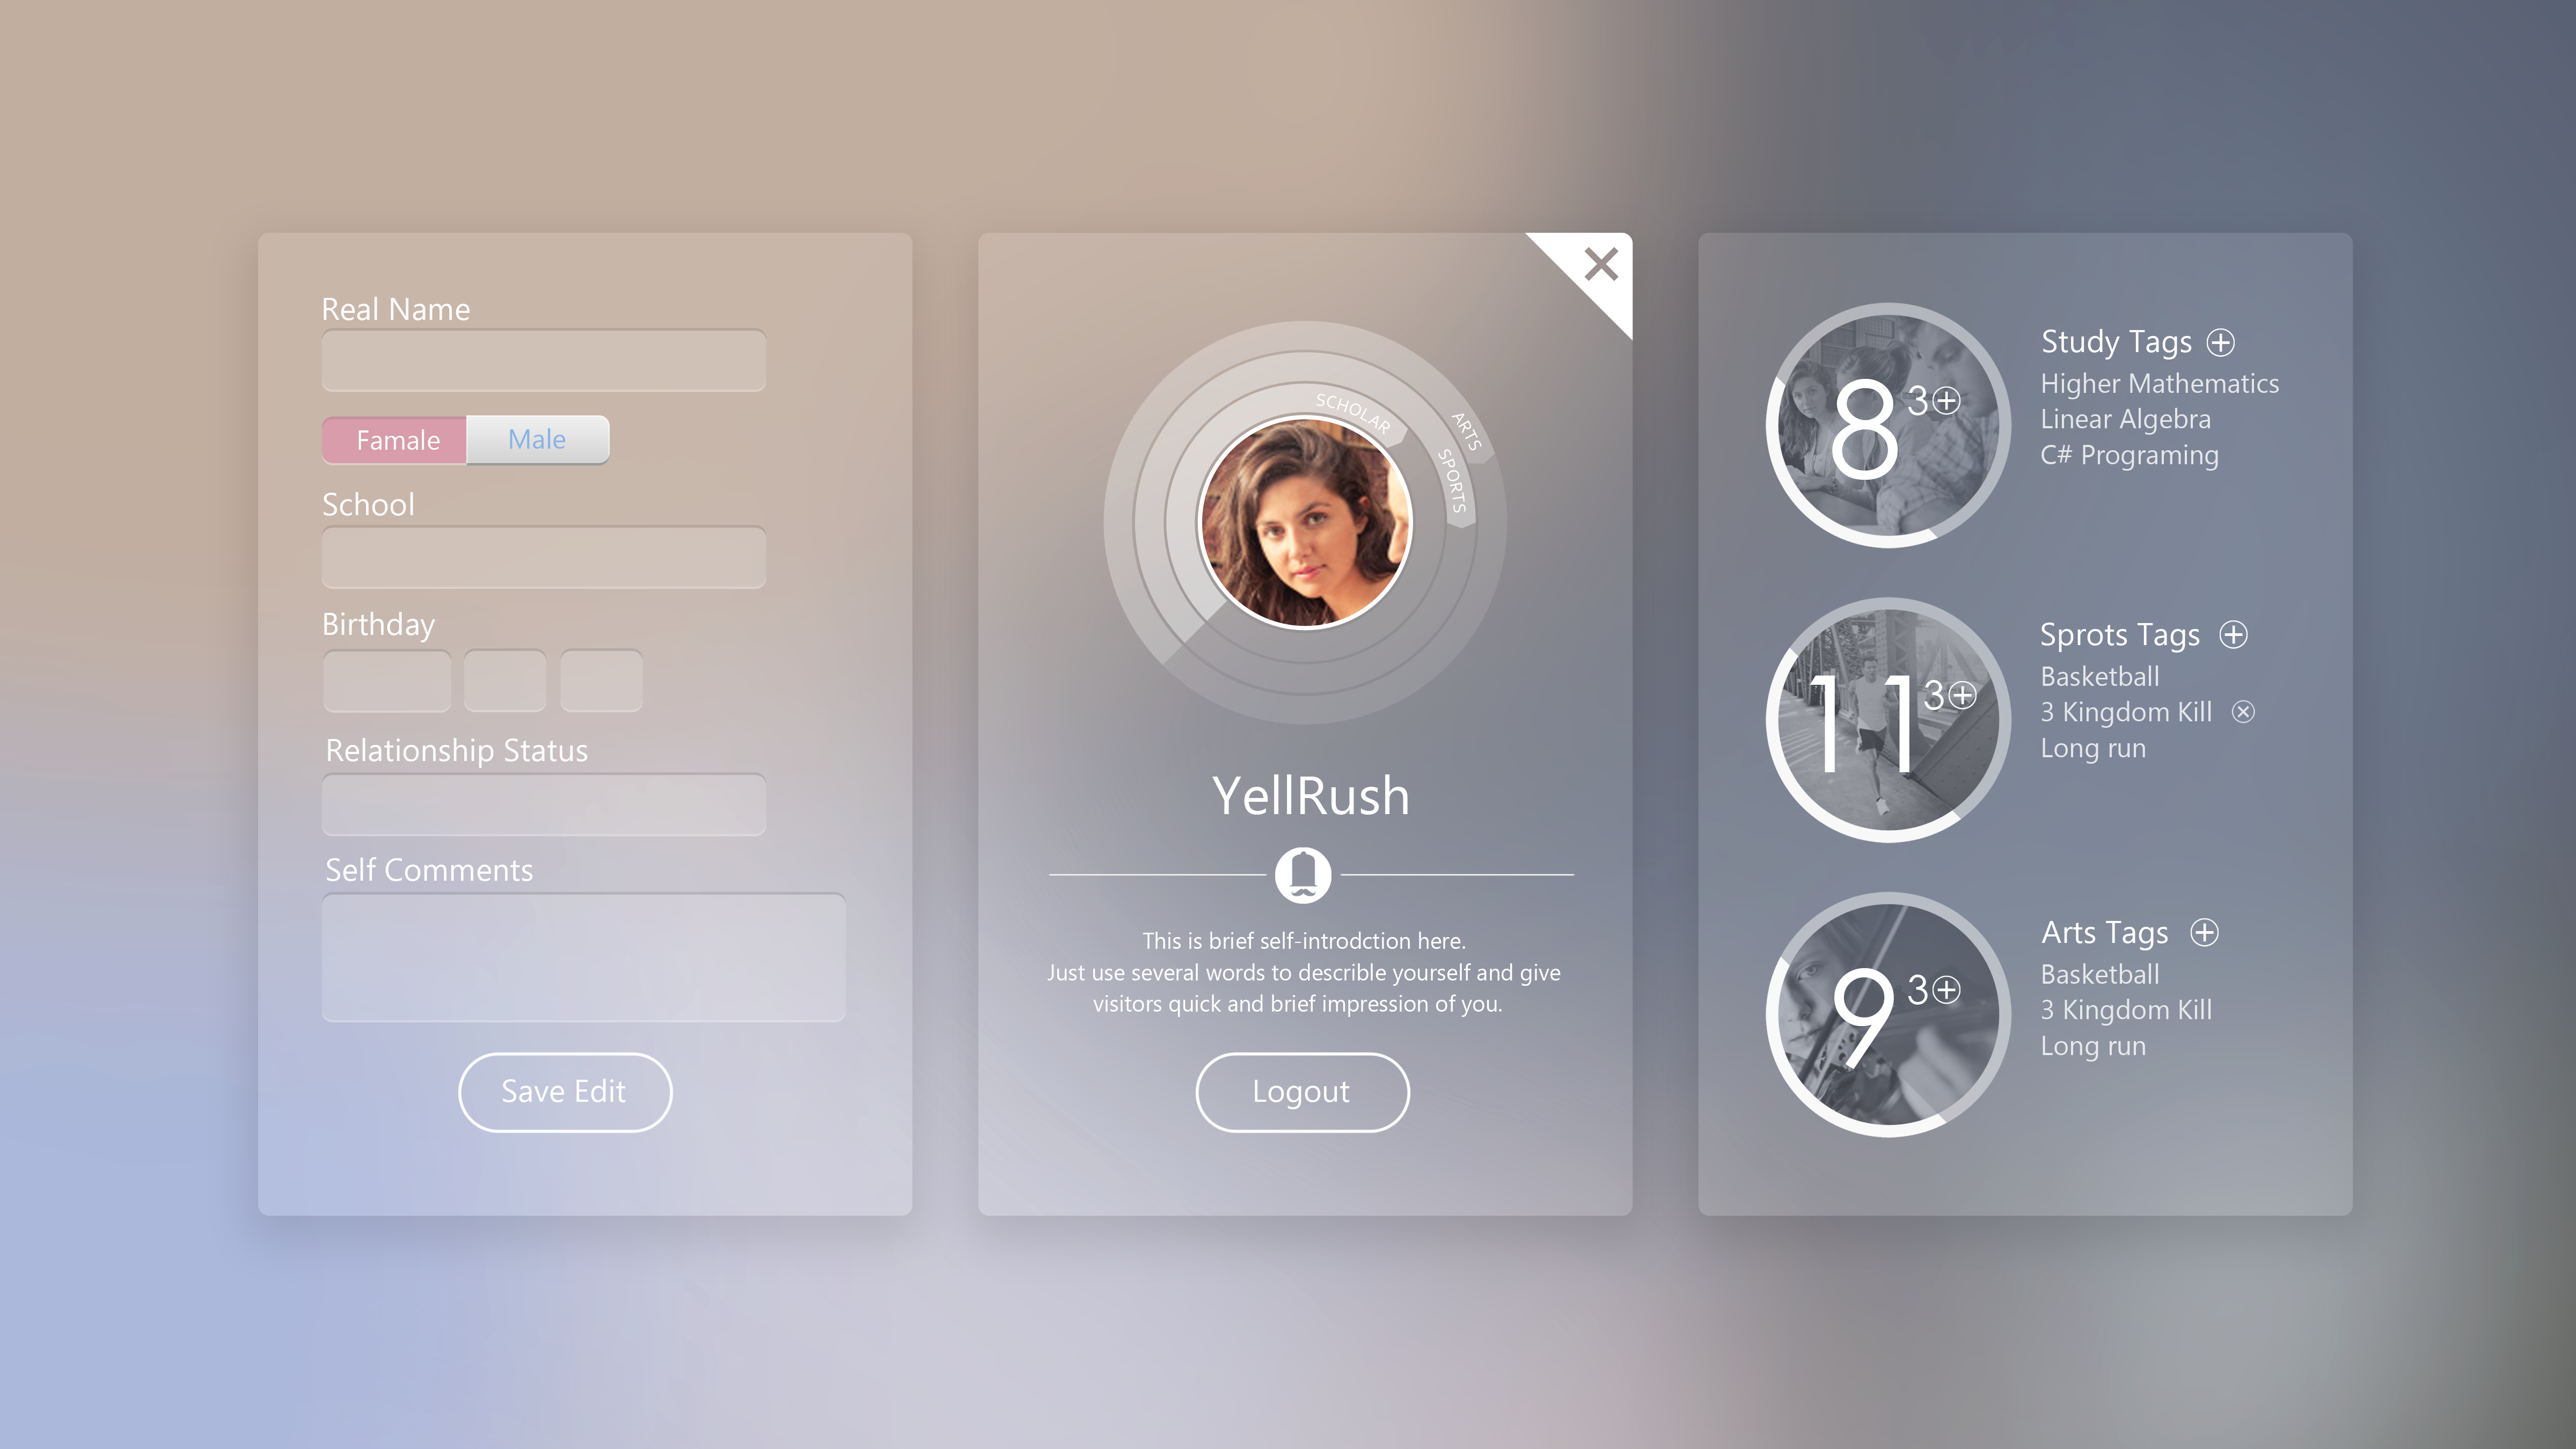 Real Name
Famale
Male
School
Birthday
Relationship Status
Self Comments
Save Edit
SCHOLAR
ARTS
SPORTS
YellRush
This is brief self-introdction here.
Just use several words to describle yourself and give
visitors quick and brief impression of you.
Logout
8 3
Study Tags
Higher Mathematics
Linear Algebra
C# Programing
11 3
Sprots Tags
Basketball
3 Kingdom Kill
Long run
9 3
Arts Tags
Basketball
3 Kingdom Kill
Long run